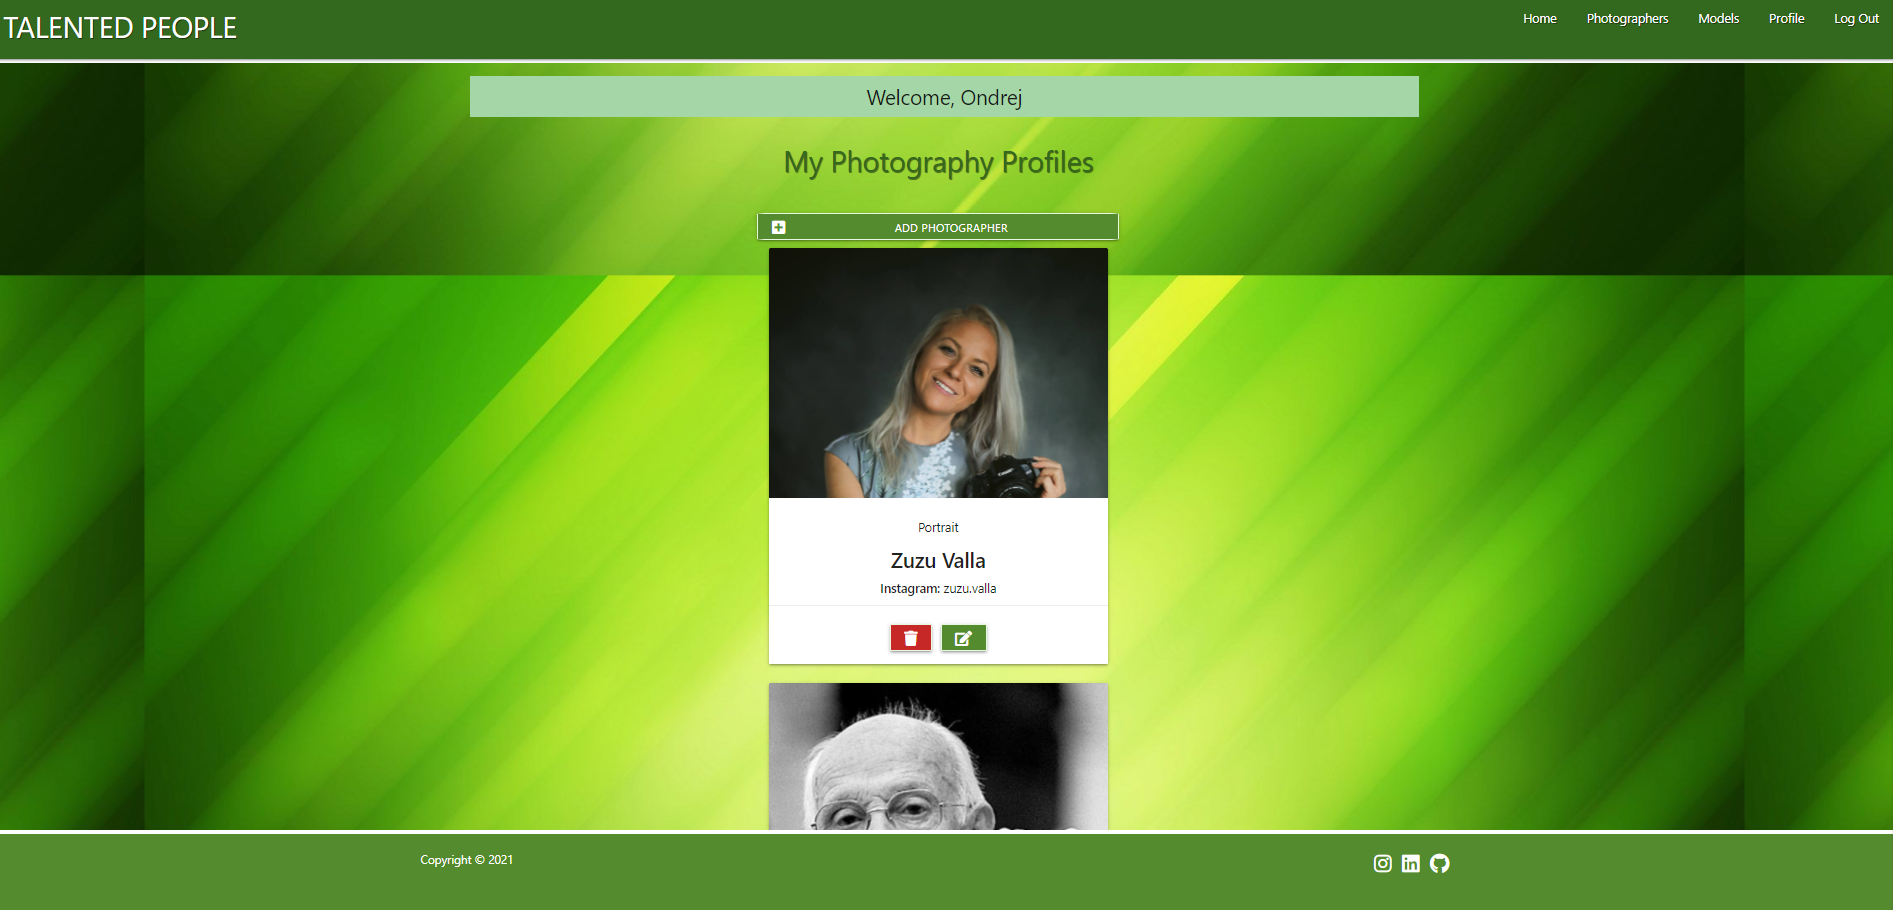 TALENTED PEOPLE
Home Photographers Models Profile Log Out
Welcome, Ondrej
My Photography Profiles
ADD PHOTOGRAPHER
Portrait
Zuzu Valla
Instagram: zuzu.valla
Copyright © 2021